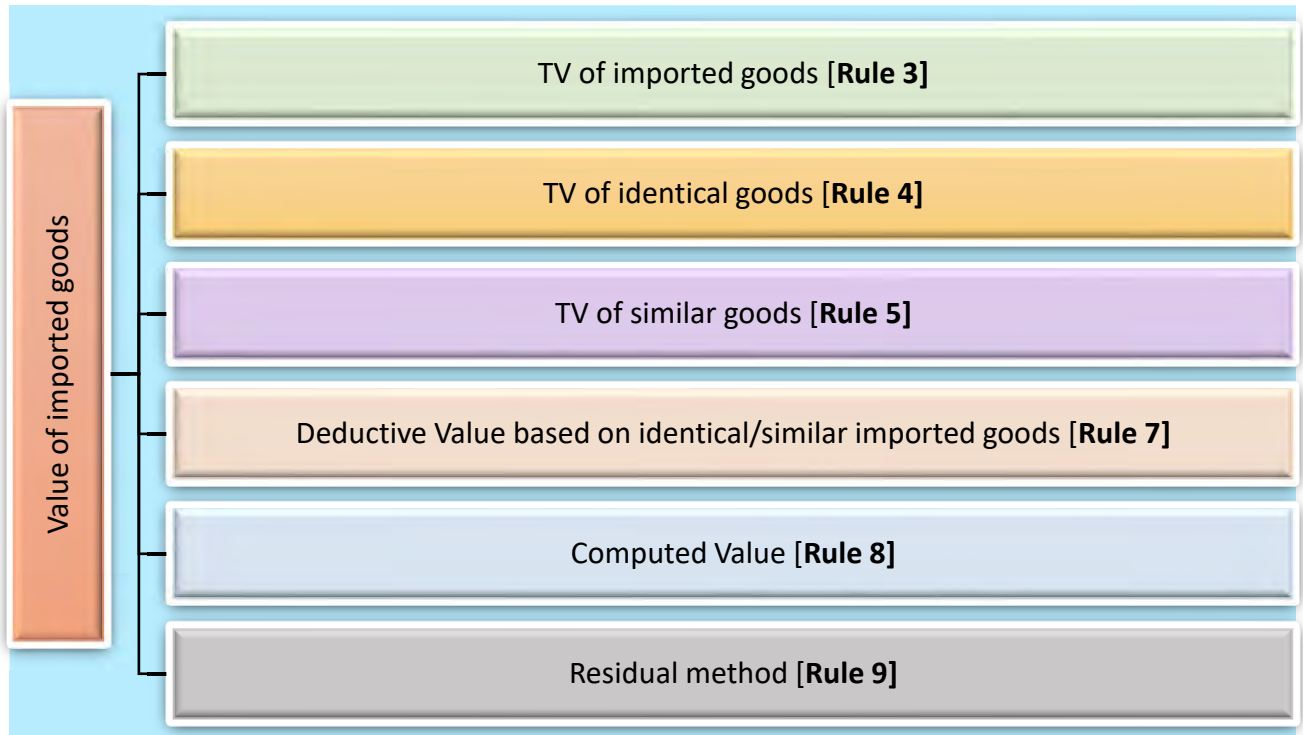 Value of imported goods
TV of imported goods [Rule 3]
TV of identical goods [Rule 4]
TV of similar goods [Rule 5]
Deductive Value based on identical/similar imported goods [Rule 7]
Computed Value [Rule 8]
Residual method [Rule 9]